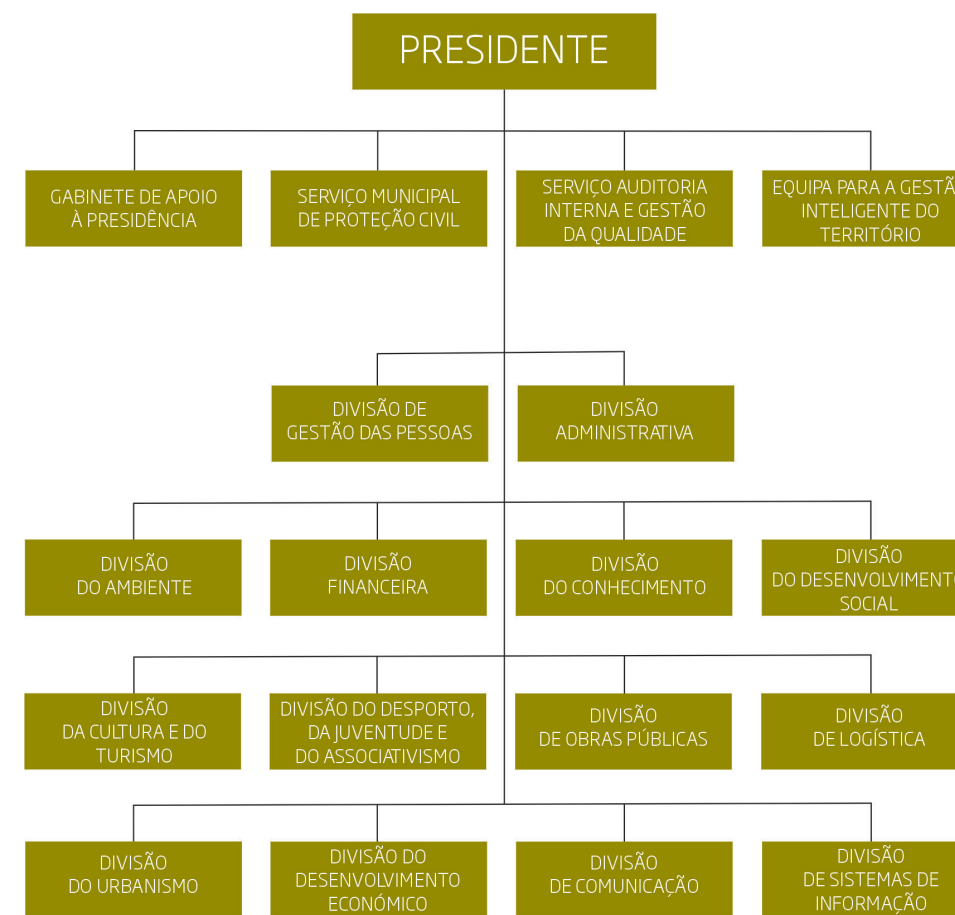 PRESIDENTE
GABINETE DE APOIO
À PRESIDÊNCIA
SERVIÇO MUNICIPAL
DE PROTEÇÃO CIVIL
SERVIÇO AUDITORIA
INTERNA E GESTÃO
DA QUALIDADE
EQUIPA PARA A GESTÃ
INTELIGENTE DO
TERRITÓRIO
DIVISÃO DE
GESTÃO DAS PESSOAS
DIVISÃO
ADMINISTRATIVA
DIVISÃO
DO AMBIENTE
DIVISÃO
FINANCEIRA
DIVISÃO
DO CONHECIMENTO
DIVISÃO
DO DESENVOLVIMENTO
SOCIAL
DIVISÃO
DA CULTURA E DO
TURISMO
DIVISÃO DO DESPORTO,
DA JUVENTUDE E
DO ASSOCIATIVISMO
DIVISÃO
DE OBRAS PÚBLICAS
DIVISÃO
DE LOGÍSTICA
DIVISÃO
DO URBANISMO
DIVISÃO DO
DESENVOLVIMENTO
ECONÓMICO
DIVISÃO
DE COMUNICAÇÃO
DIVISÃO
DE SISTEMAS DE
INFORMAÇÃO